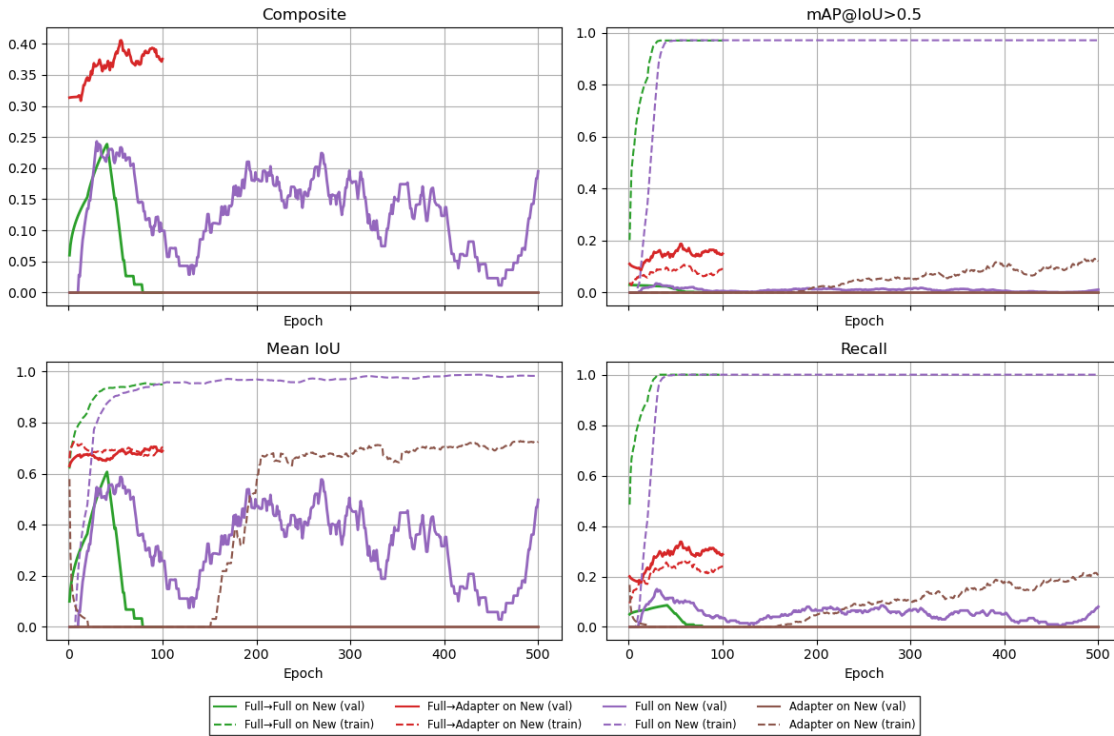 Composite
mAP@IoU>0.5
0.40
0.35
0.30
0.25
0.20
0.15
0.10
0.05
0.00
Epoch
1.0
0.8
0.6
0.4
0.2
0.0
Epoch
Mean IoU
Recall
1.0
0.8
0.6
0.4
0.2
0.0
0 100 200 300 400 500
Epoch
1.0
0.8
0.6
0.4
0.2
0.0
0 100 200 300 400 500
Epoch
Full→Full on New (val) Full→Adapter on New (val) Full on New (val) Adapter on New (val)
Full→Full on New (train) Full→Adapter on New (train) Full on New (train) Adapter on New (train)